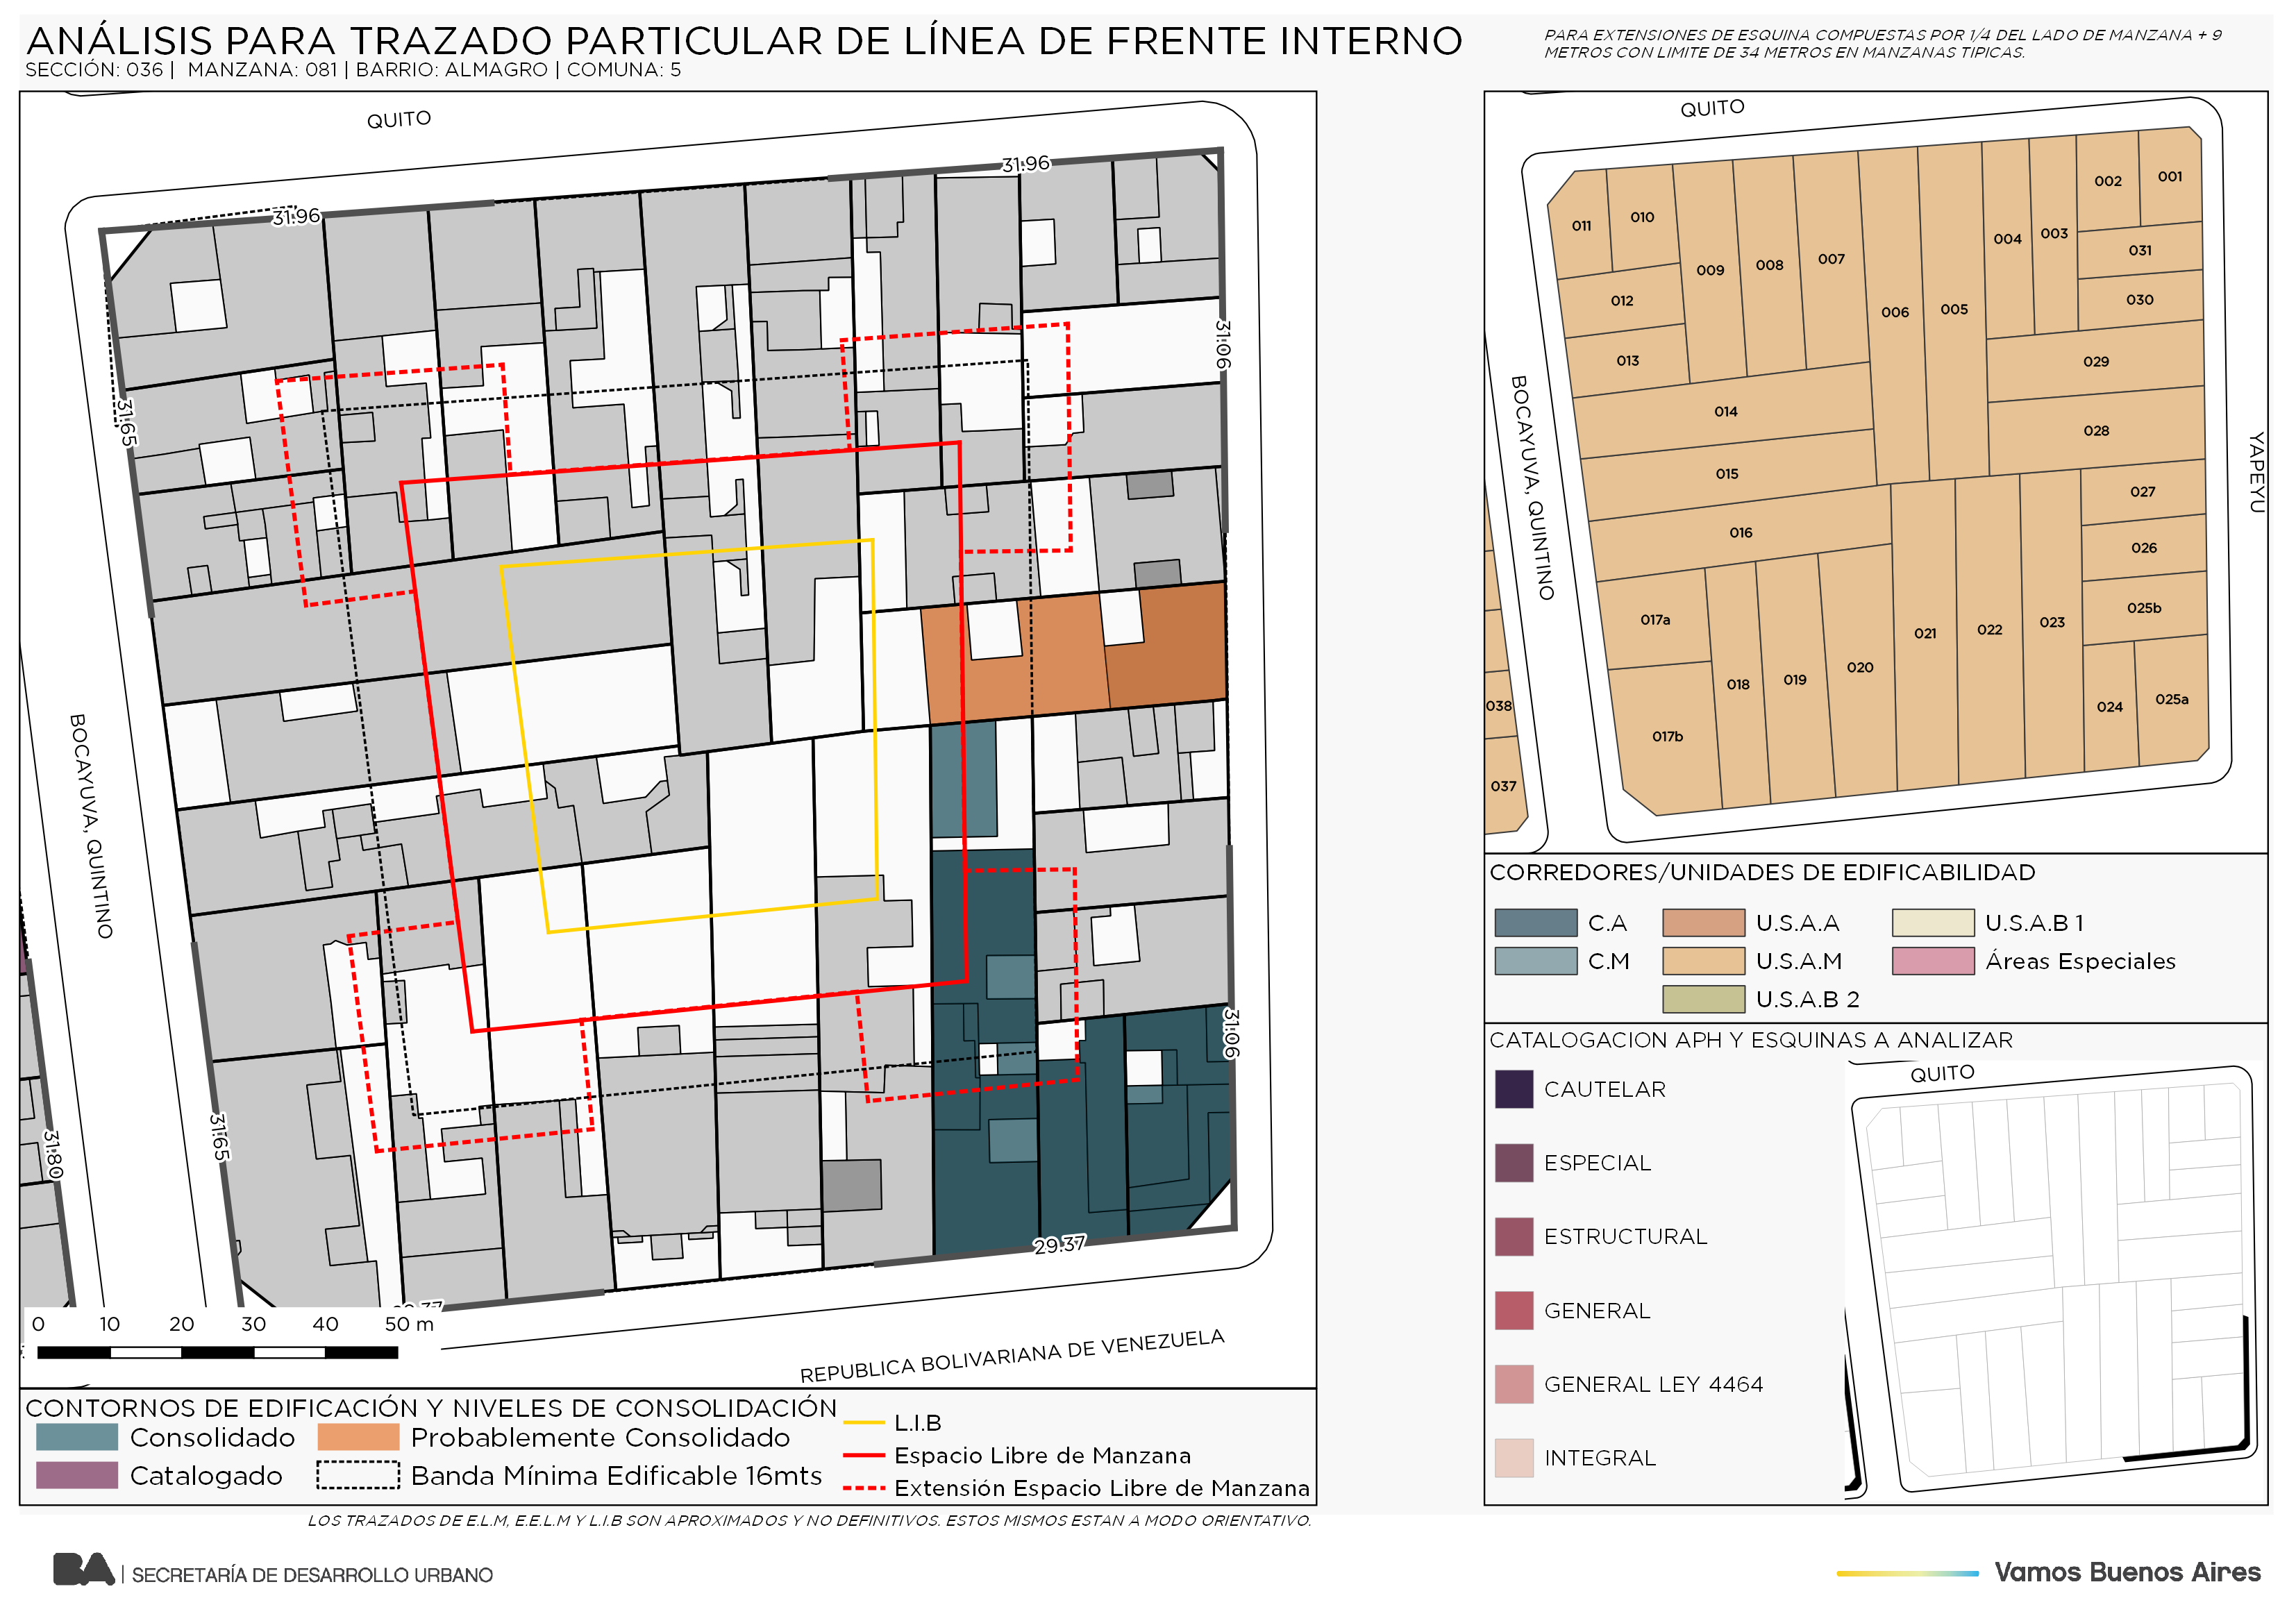 ANÁLISIS PARA TRAZADO PARTICULAR DE LÍNEA DE FRENTE INTERNO
SECCIÓN: 036 | MANZANA: 081 | BARRIO: ALMAGRO | COMUNA: 5
PARA EXTENSIONES DE ESQUINA COMPUESTAS POR 1/4 DEL LADO DE MANZANA + 9
METROS CON LIMITE DE 34 METROS EN MANZANAS TIPICAS.
QUITO
31.96
31.96
31.65
31.06
BOCAYUVA, QUINTINO
31.65
31.80
31.06
29.37
REPUBLICA BOLIVARIANA DE VENEZUELA
0 10 20 30 40 50 m
CONTORNOS DE EDIFICACIÓN Y NIVELES DE CONSOLIDACIÓN
Consolidado
Probablemente Consolidado
Catalogado
Banda Mínima Edificable 16mts
L.I.B
Espacio Libre de Manzana
Extensión Espacio Libre de Manzana
LOS TRAZADOS DE E.L.M, E.E.L.M Y L.I.B SON APROXIMADOS Y NO DEFINITIVOS. ESTOS MISMOS ESTAN A MODO ORIENTATIVO.
QUITO
BOCAYUVA, QUINTINO
YAPEYU
011
010
009
008
007
006
005
004
003
002
001
031
030
029
028
027
026
025b
025a
024
023
022
021
020
019
018
017b
017a
016
015
014
013
012
038
037
CORREDORES/UNIDADES DE EDIFICABILIDAD
C.A
U.S.A.A
U.S.A.B 1
C.M
U.S.A.M
Áreas Especiales
U.S.A.B 2
CATALOGACION APH Y ESQUINAS A ANALIZAR
CAUTELAR
ESPECIAL
ESTRUCTURAL
GENERAL
GENERAL LEY 4464
INTEGRAL
QUITO
BA | SECRETARÍA DE DESARROLLO URBANO
Vamos Buenos Aires